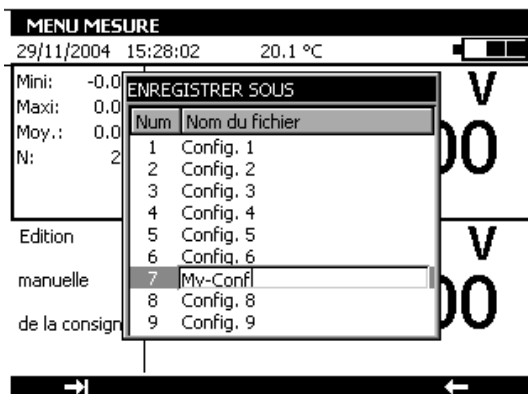 MENU MESURE
29/11/2004 15:28:02 20.1 °C
Mini: -0.0
Maxi: 0.0
Moy.: 0.0
N: 2
V
00
ENREGISTRER SOUS
Num Nom du fichier
1 Config. 1
2 Config. 2
3 Config. 3
4 Config. 4
5 Config. 5
6 Config. 6
7 My-Conf
8 Config. 8
9 Config. 9
Edition
manuelle
de la consign
V
00